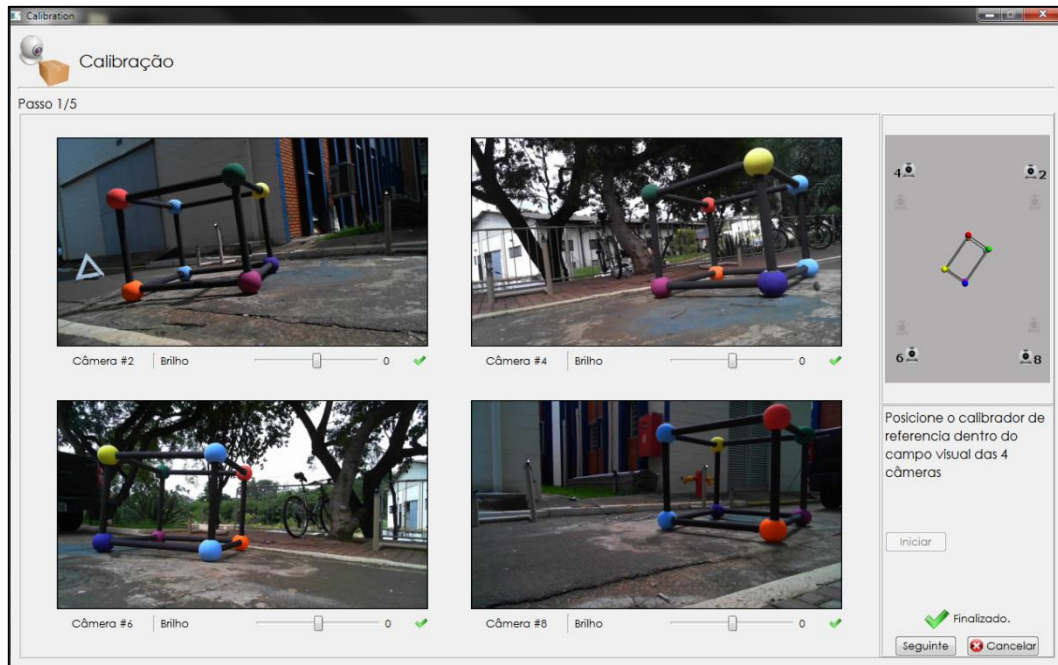 Calibration
Calibração
Passo 1/5
Câmera #2 Brilho 0
Câmera #4 Brilho 0
Câmera #6 Brilho 0
Câmera #8 Brilho 0
4 2
6 8
Posicione o calibrador de
referencia dentro do
campo visual das 4
câmeras
Iniciar
Finalizado.
Seguinte Cancelar